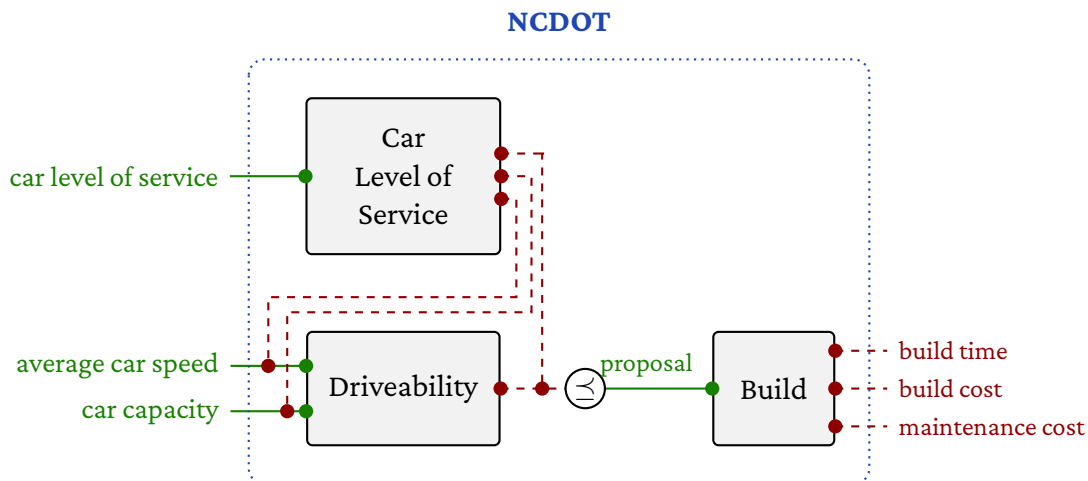 NCDOT
car level of service
Car
Level of
Service
average car speed
car capacity
Driveability
⪯
proposal
Build
build time
build cost
maintenance cost